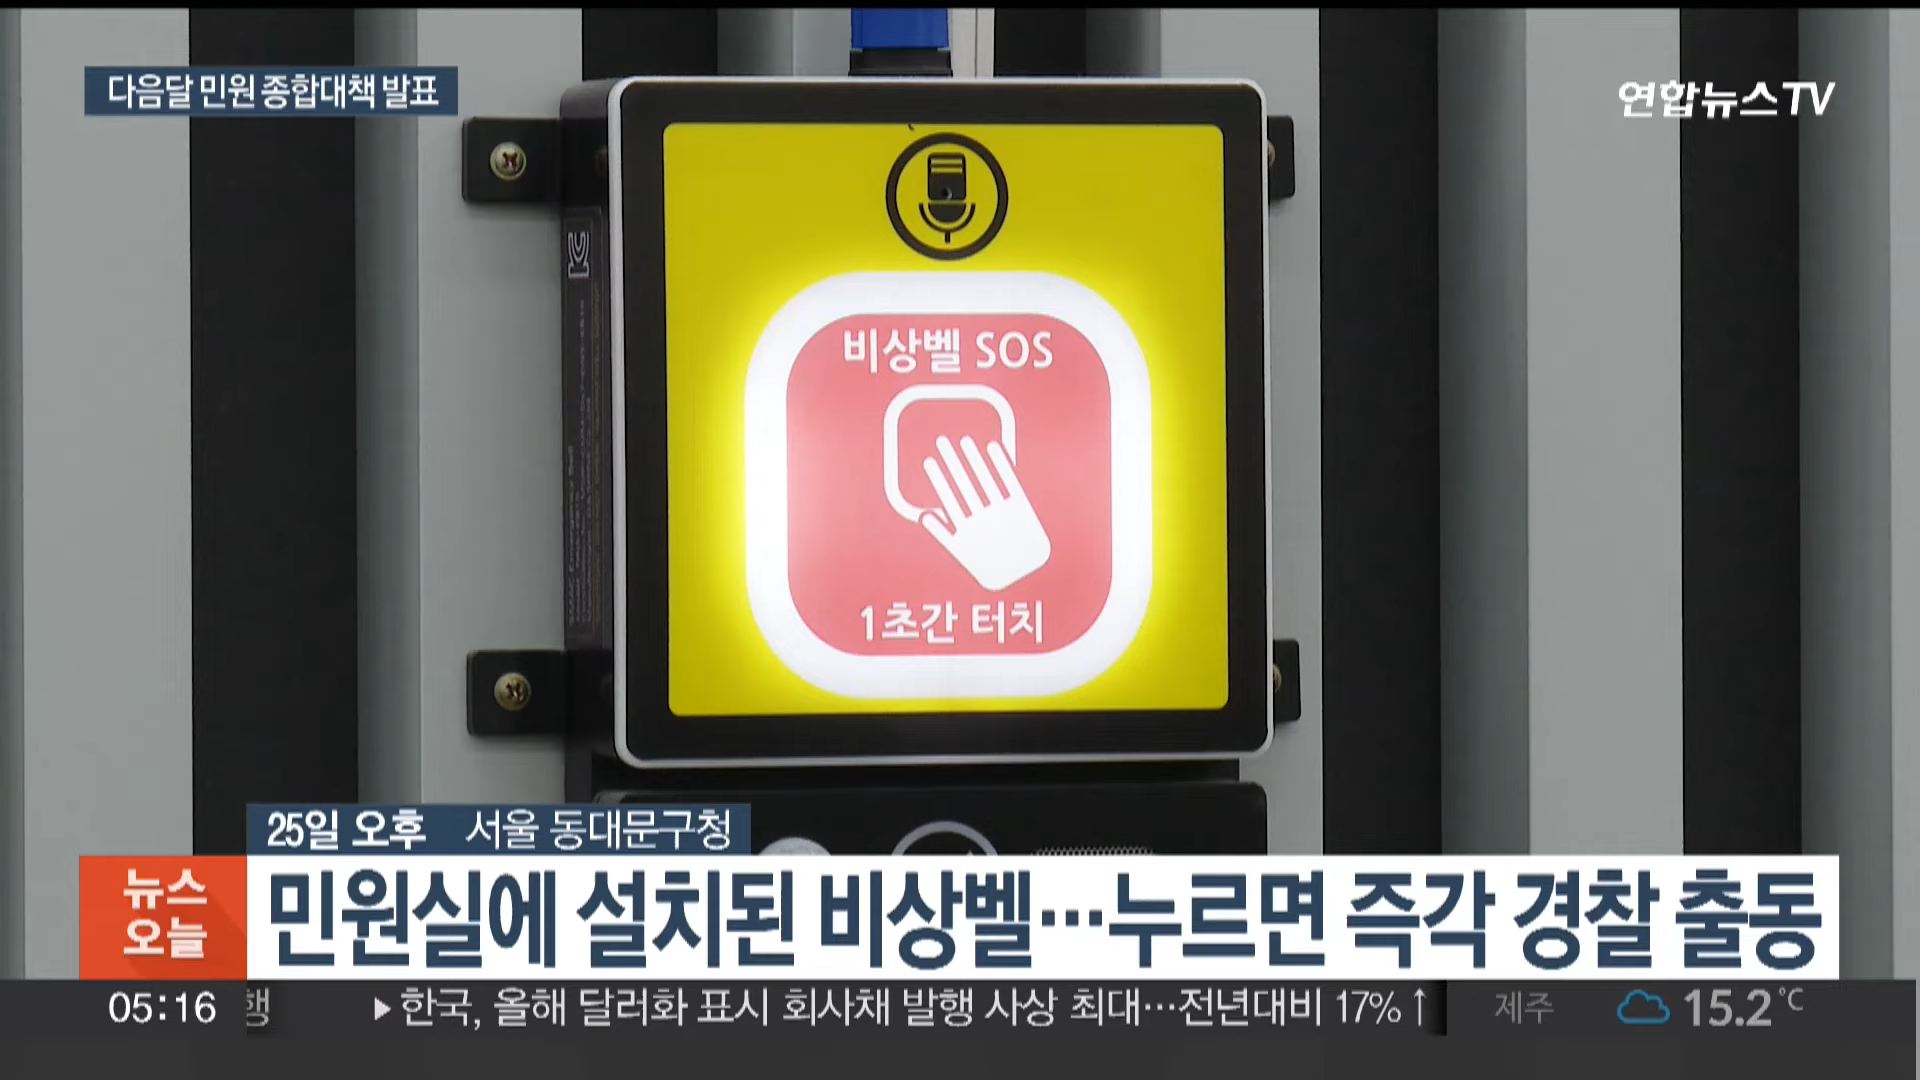 다음달 민원 종합대책 발표
연합뉴스TV
비상벨 SOS
1초간 터치
25일 오후 서울 동대문구청
뉴스
오늘
민원실에 설치된 비상벨…누르면 즉각 경찰 출동
05:16
행 ▶한국, 올해 달러화 표시 회사채 발행 사상 최대…전년대비 17%↑
제주 15.2℃